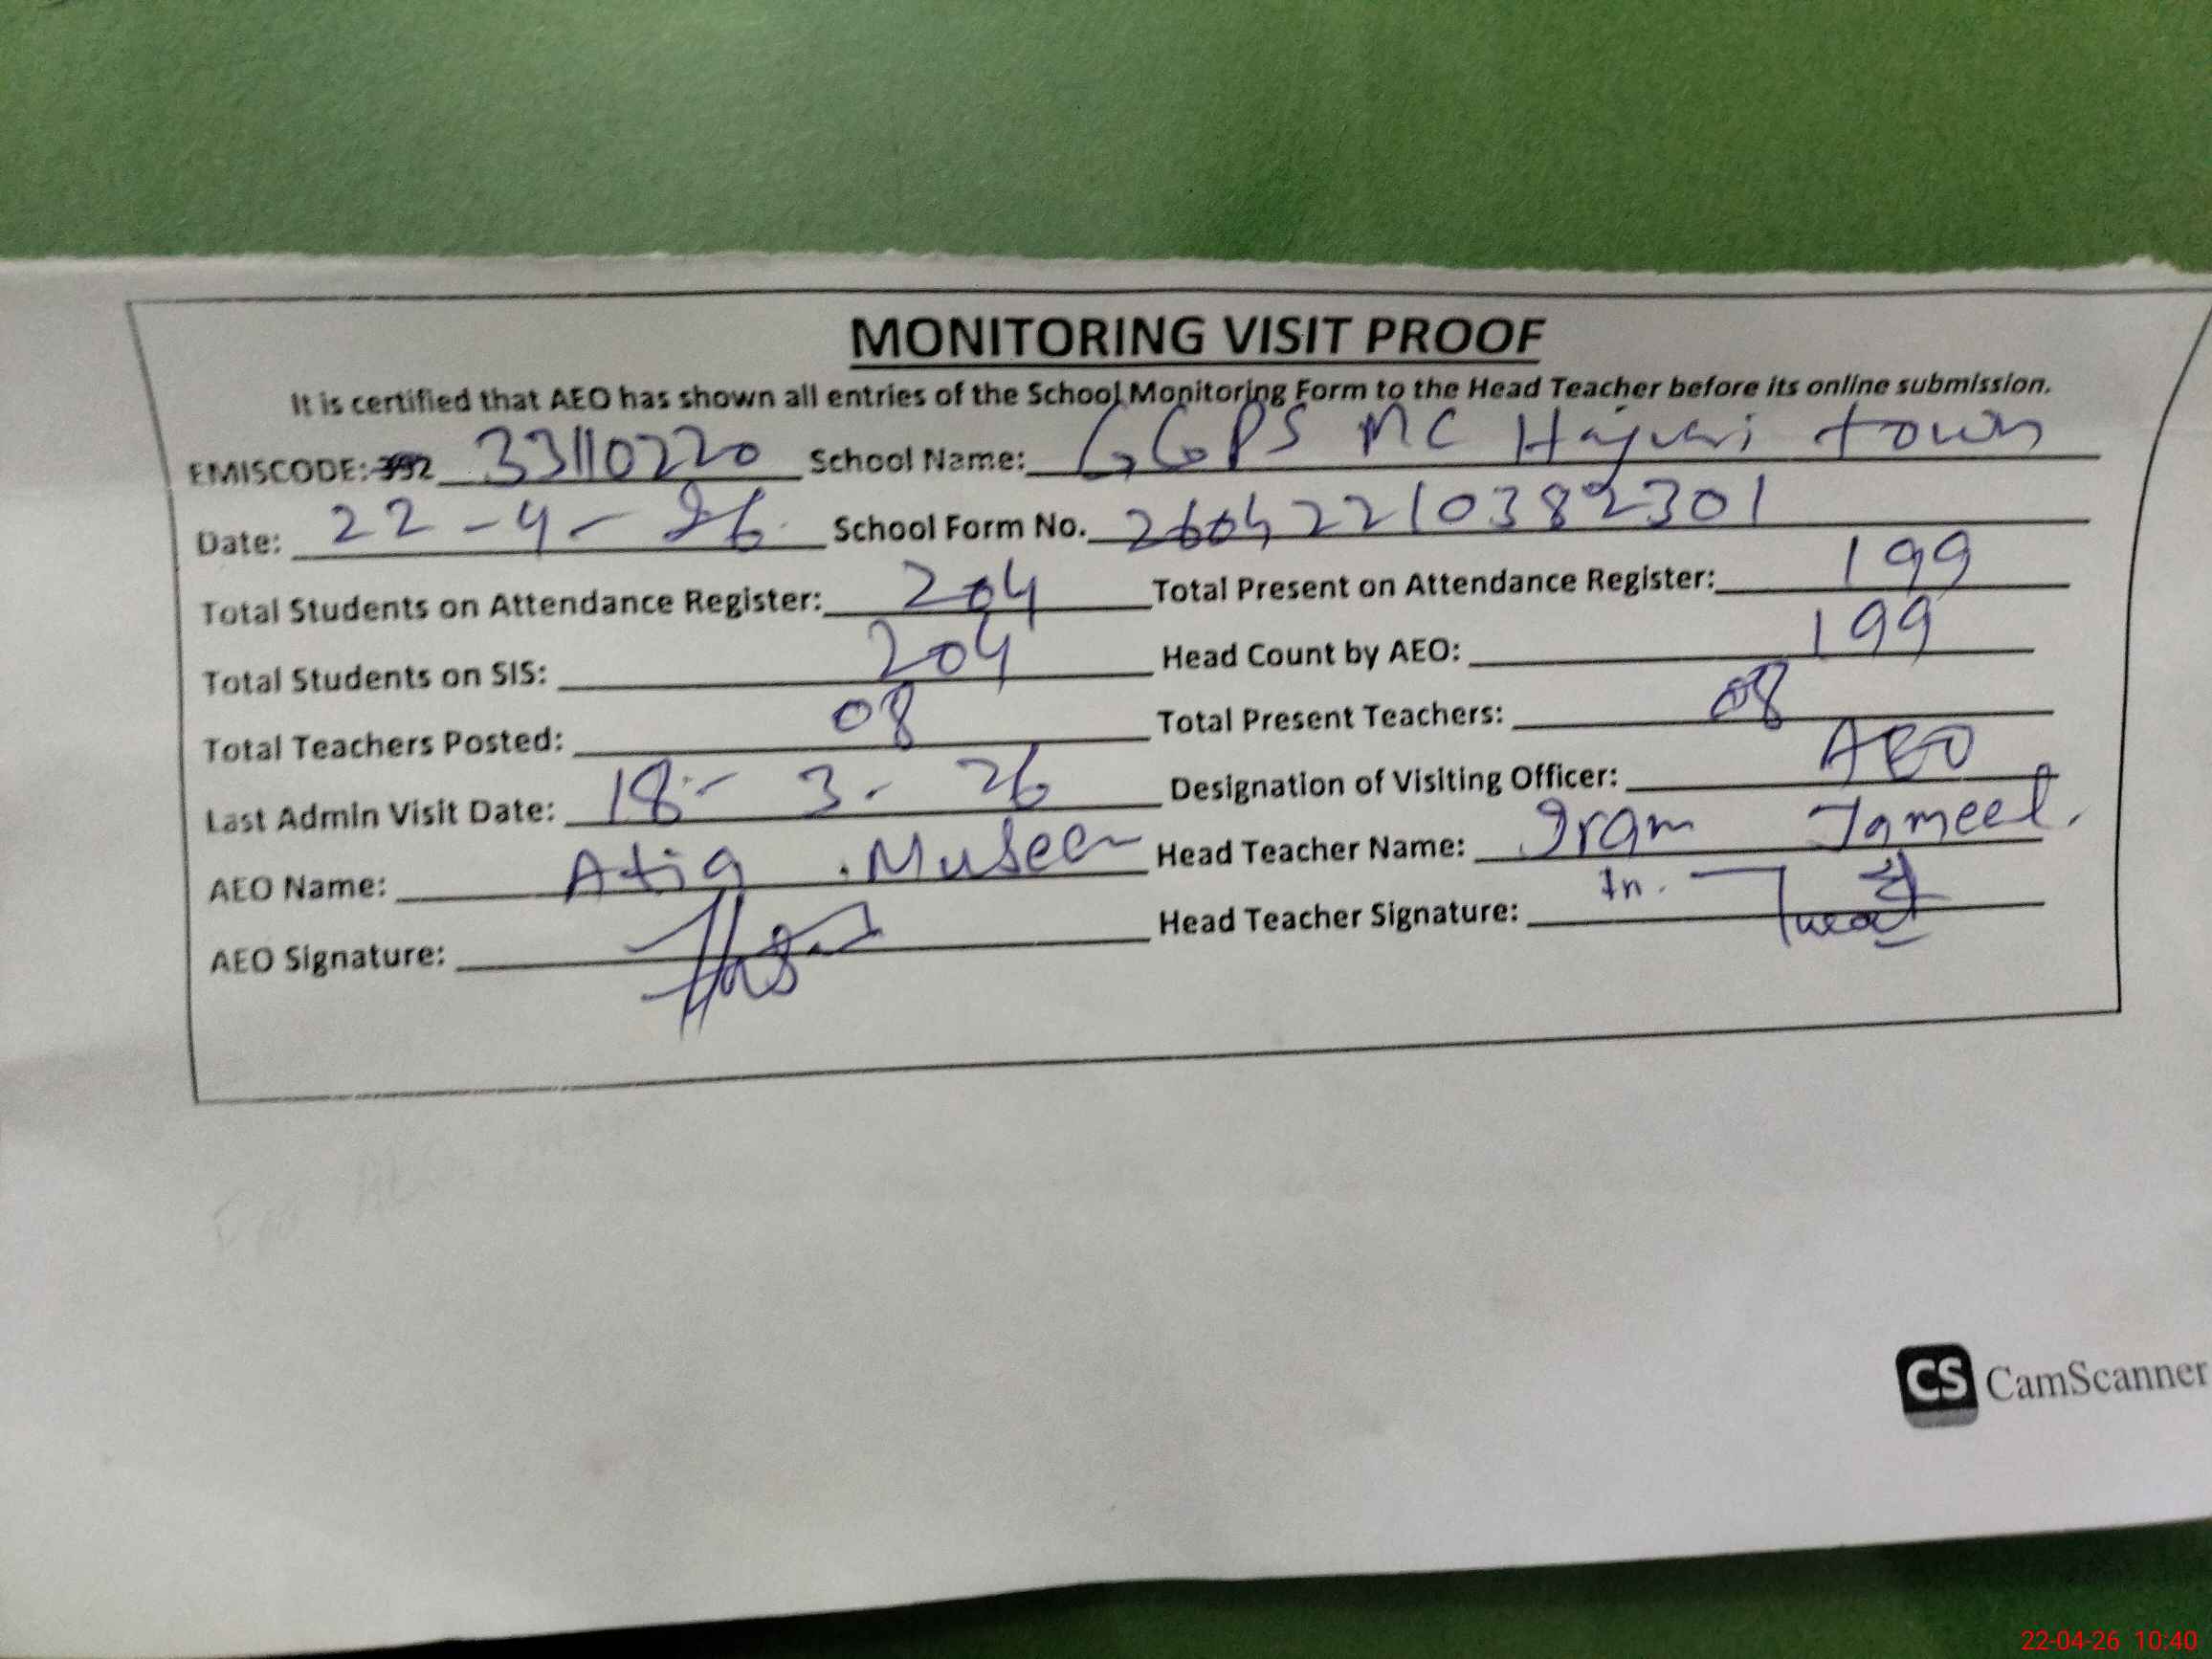 MONITORING VISIT PROOF
It is certified that AEO has shown all entries of the School Monitoring Form to the Head Teacher before its online submission.
EMISCODE: 33110220 School Name: GGPS MC Hajveri town
Date: 22-4-26 School Form No. 26042210382301
Total Students on Attendance Register: 204 Total Present on Attendance Register: 199
Total Students on SIS: 204 Head Count by AEO: 199
Total Teachers Posted: 08 Total Present Teachers: 08
Last Admin Visit Date: 18-3-26 Designation of Visiting Officer: AEO
AEO Name: Atiq Head Teacher Name: Iram Jameel.
AEO Signature: Head Teacher Signature:
CS CamScanner
22-04-26 10:40